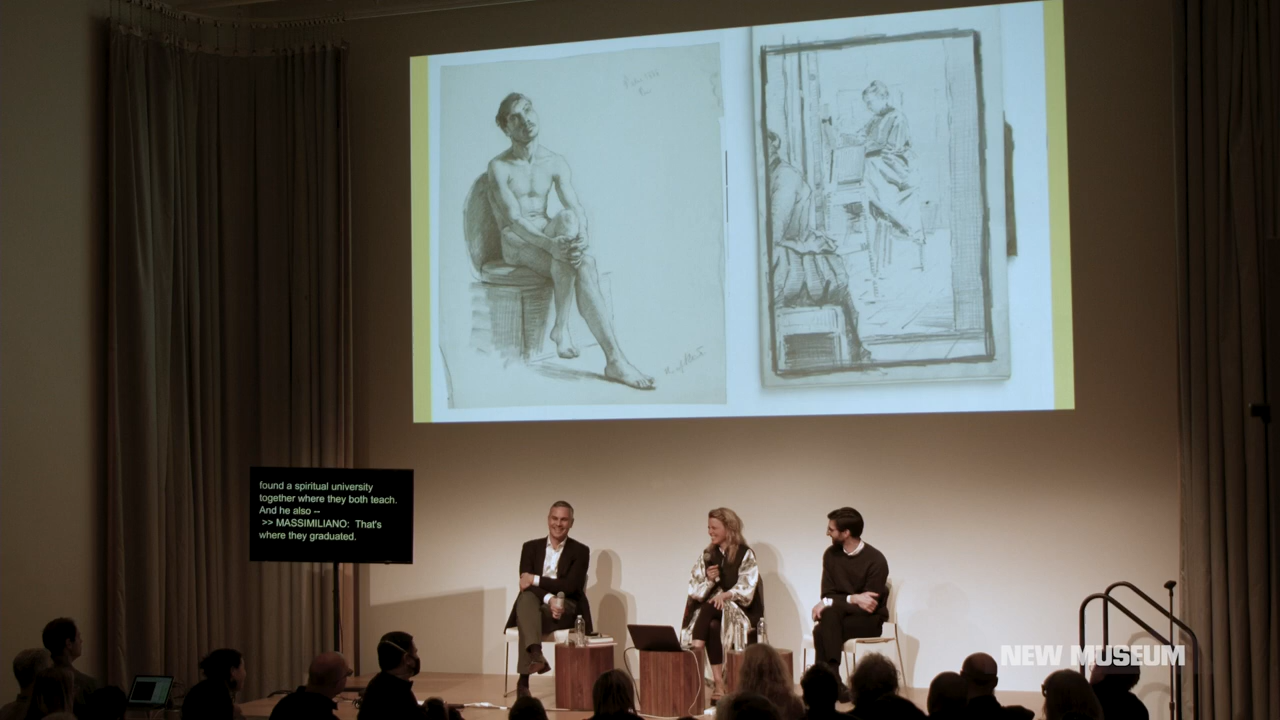 found a spiritual university
together where they both teach.
And he also --
>> MASSIMILIANO: That's
where they graduated.
NEW MUSEUM